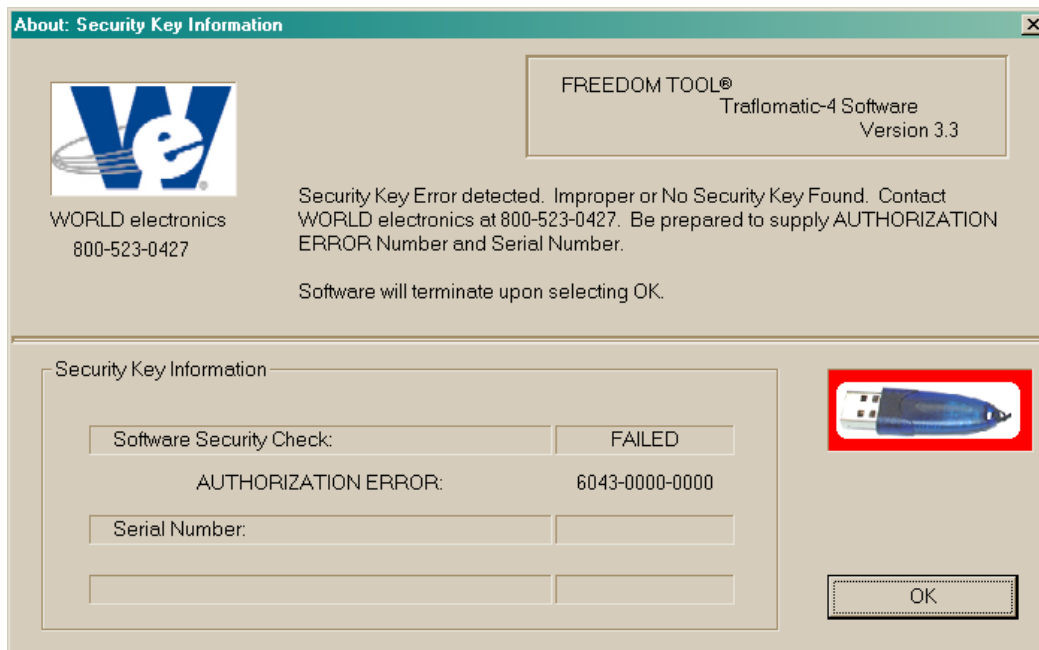 About: Security Key Information
We
WORLD electronics
800-523-0427
FREEDOM TOOL®
Traflomatic-4 Software
Version 3.3
Security Key Error detected. Improper or No Security Key Found. Contact
WORLD electronics at 800-523-0427. Be prepared to supply AUTHORIZATION
ERROR Number and Serial Number.
Software will terminate upon selecting OK.
Security Key Information
Software Security Check: FAILED
AUTHORIZATION ERROR: 6043-0000-0000
Serial Number:
OK